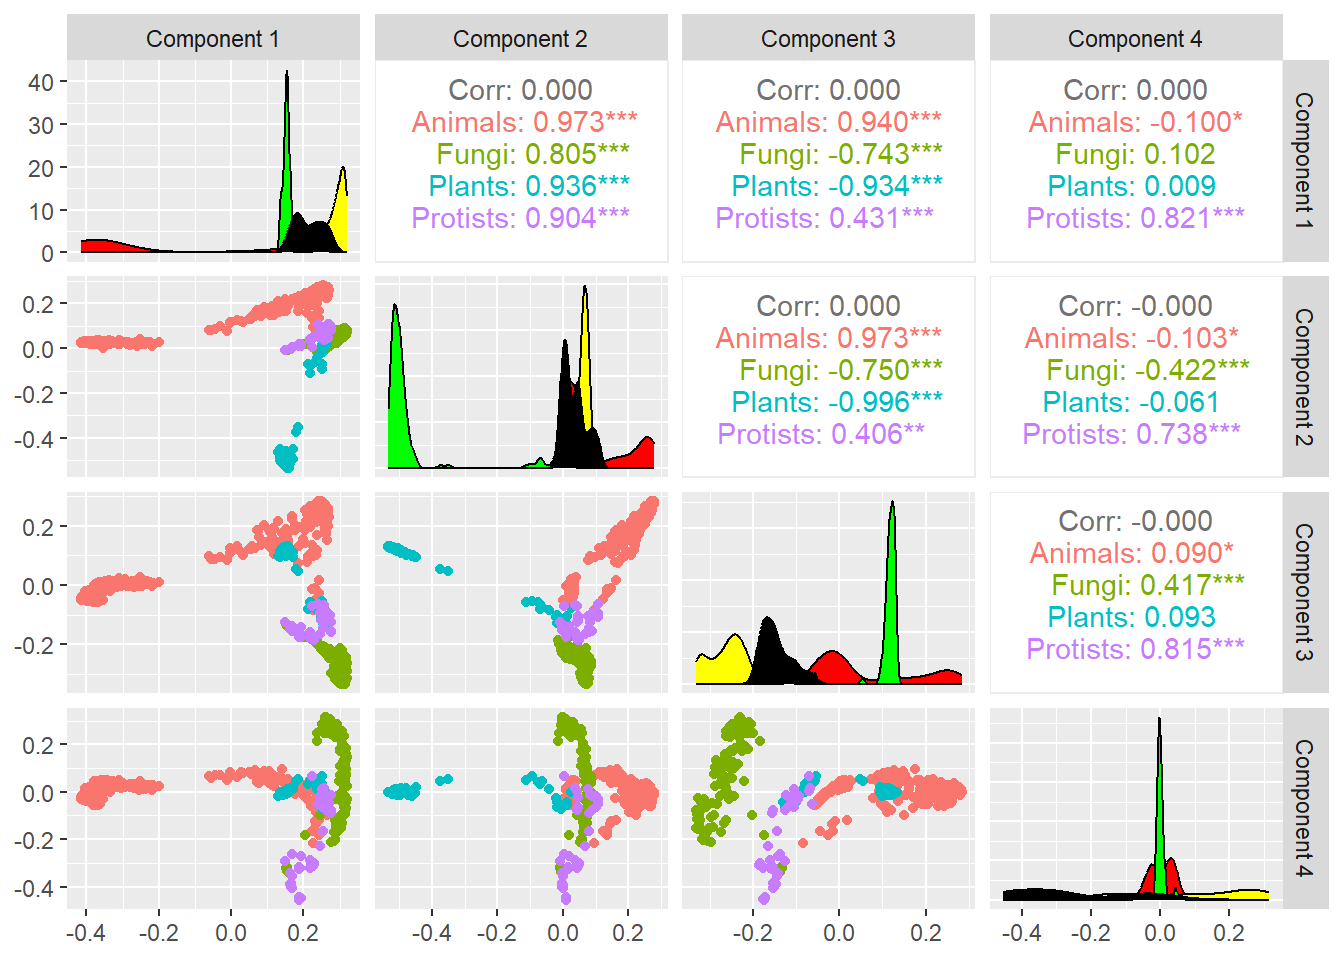 Component 1
Component 2
Component 3
Component 4
40
30
20
10
0
Corr: 0.000
Animals: 0.973***
Fungi: 0.805***
Plants: 0.936***
Protists: 0.904***
Corr: 0.000
Animals: 0.940***
Fungi: -0.743***
Plants: -0.934***
Protists: 0.431***
Corr: 0.000
Animals: -0.100*
Fungi: 0.102
Plants: 0.009
Protists: 0.821***
Component 1
0.2
0.0
-0.2
-0.4
Corr: 0.000
Animals: 0.973***
Fungi: -0.750***
Plants: -0.996***
Protists: 0.406**
Corr: -0.000
Animals: -0.103*
Fungi: -0.422***
Plants: -0.061
Protists: 0.738***
Component 2
0.2
0.0
-0.2
Corr: -0.000
Animals: 0.090*
Fungi: 0.417***
Plants: 0.093
Protists: 0.815***
Component 3
0.2
0.0
-0.2
-0.4
Component 4
-0.4 -0.2 0.0 0.2
-0.4 -0.2 0.0 0.2
-0.2 0.0 0.2
-0.4 -0.2 0.0 0.2